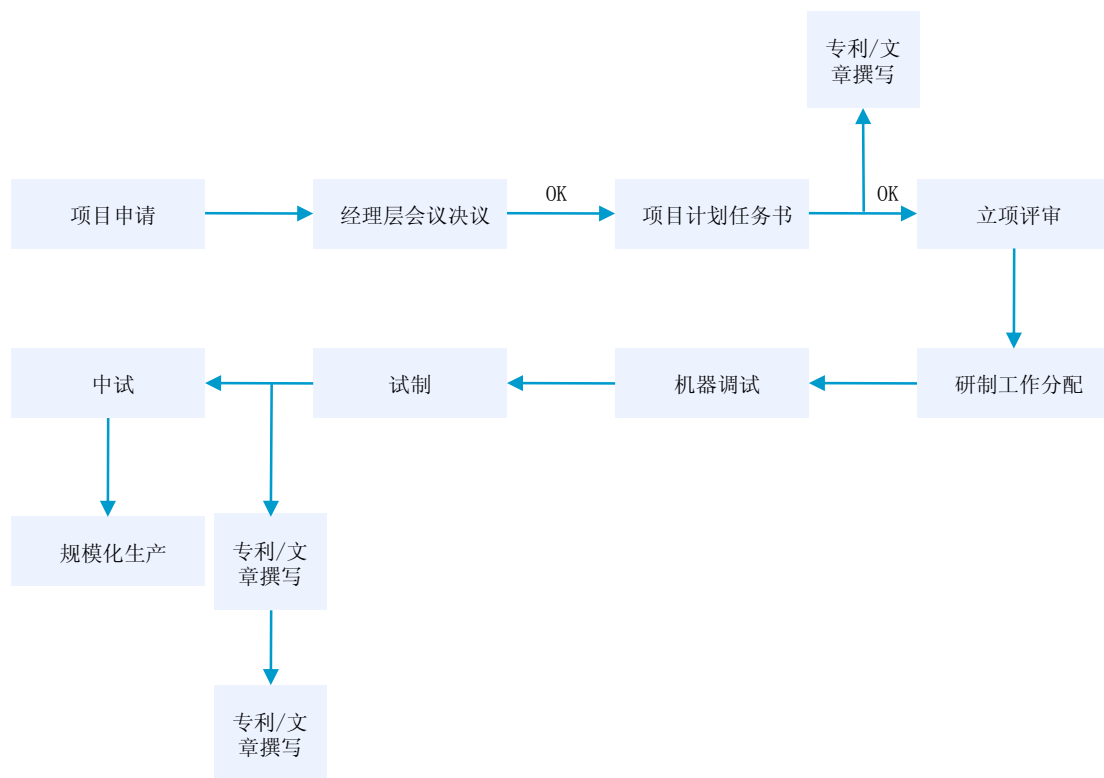 专利/文
章撰写
项目申请
经理层会议决议
OK
项目计划任务书
OK
立项评审
中试
试制
机器调试
研制工作分配
规模化生产
专利/文
章撰写
专利/文
章撰写